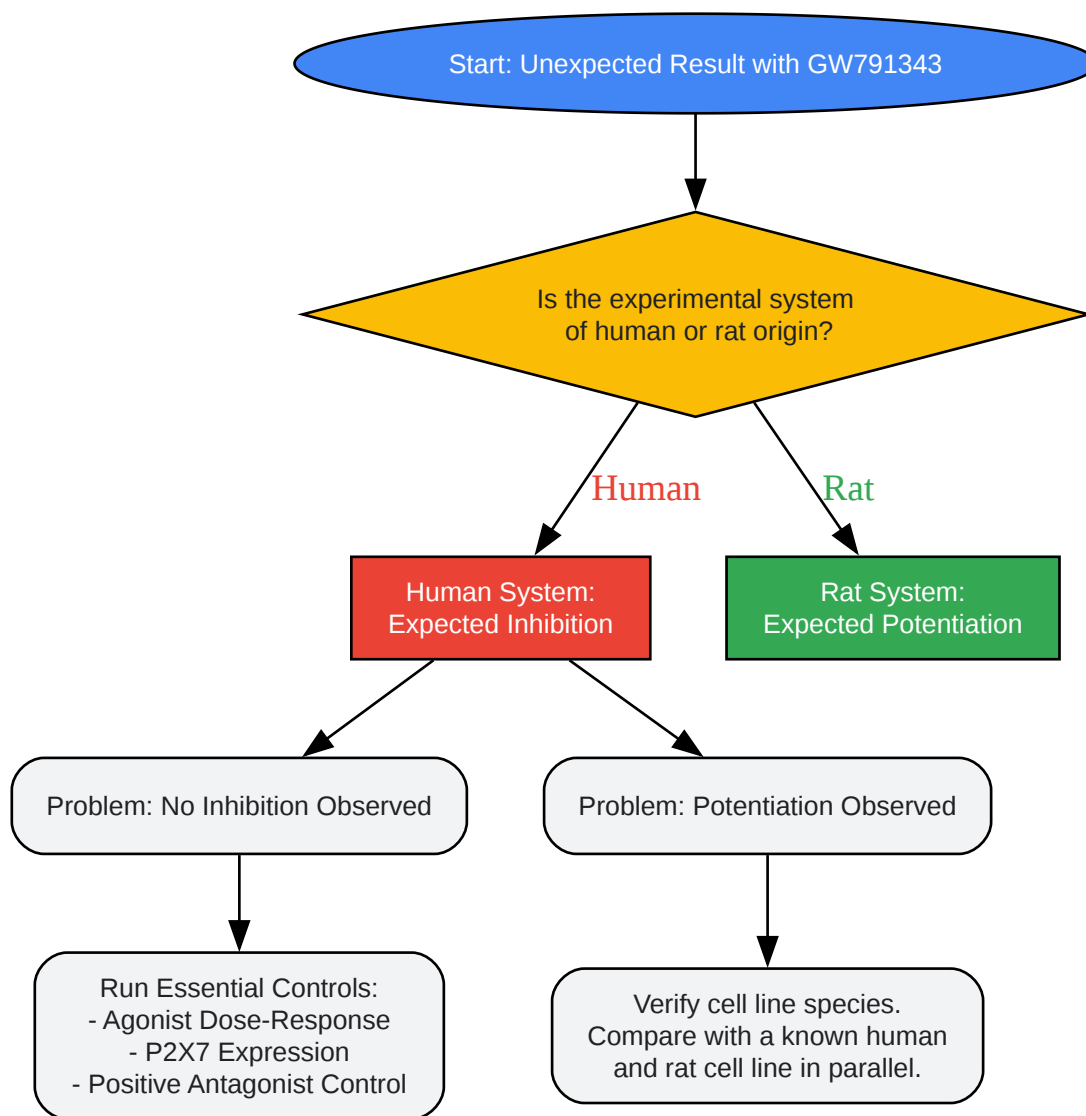 Start: Unexpected Result with GW791343
Is the experimental system
of human or rat origin?
Human
Rat
Human System:
Expected Inhibition
Rat System:
Expected Potentiation
Problem: No Inhibition Observed
Problem: Potentiation Observed
Run Essential Controls:
- Agonist Dose-Response
- P2X7 Expression
- Positive Antagonist Control
Verify cell line species.
Compare with a known human
and rat cell line in parallel.